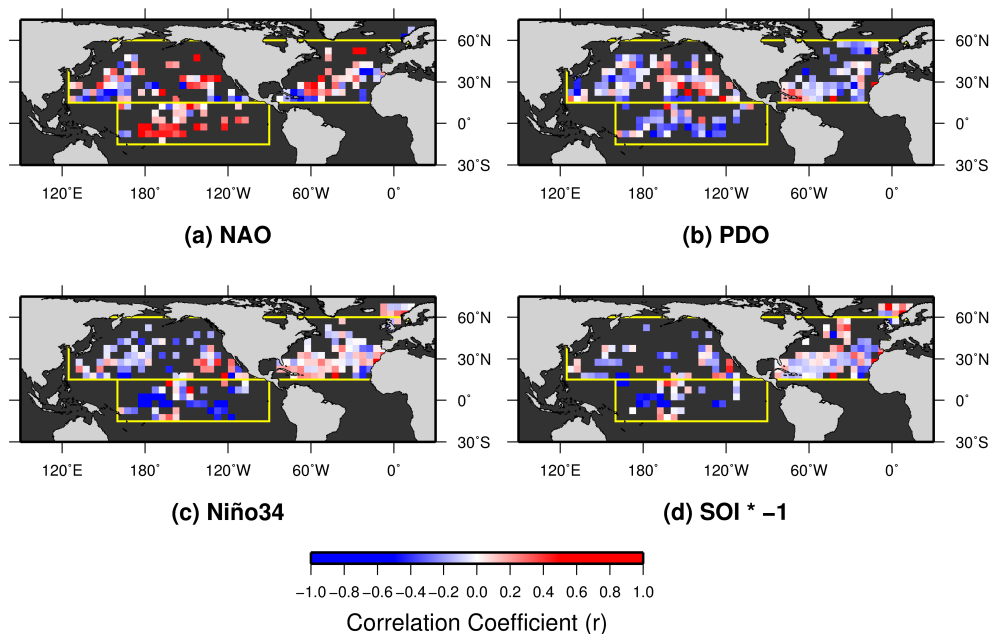 60°N
30°N
0°
30°S
120°E 180° 120°W 60°W 0°
(a) NAO
60°N
30°N
0°
30°S
120°E 180° 120°W 60°W 0°
(b) PDO
60°N
30°N
0°
30°S
120°E 180° 120°W 60°W 0°
(c) Niño34
60°N
30°N
0°
30°S
120°E 180° 120°W 60°W 0°
(d) SOI * −1
−1.0 −0.8 −0.6 −0.4 −0.2 0.0 0.2 0.4 0.6 0.8 1.0
Correlation Coefficient (r)